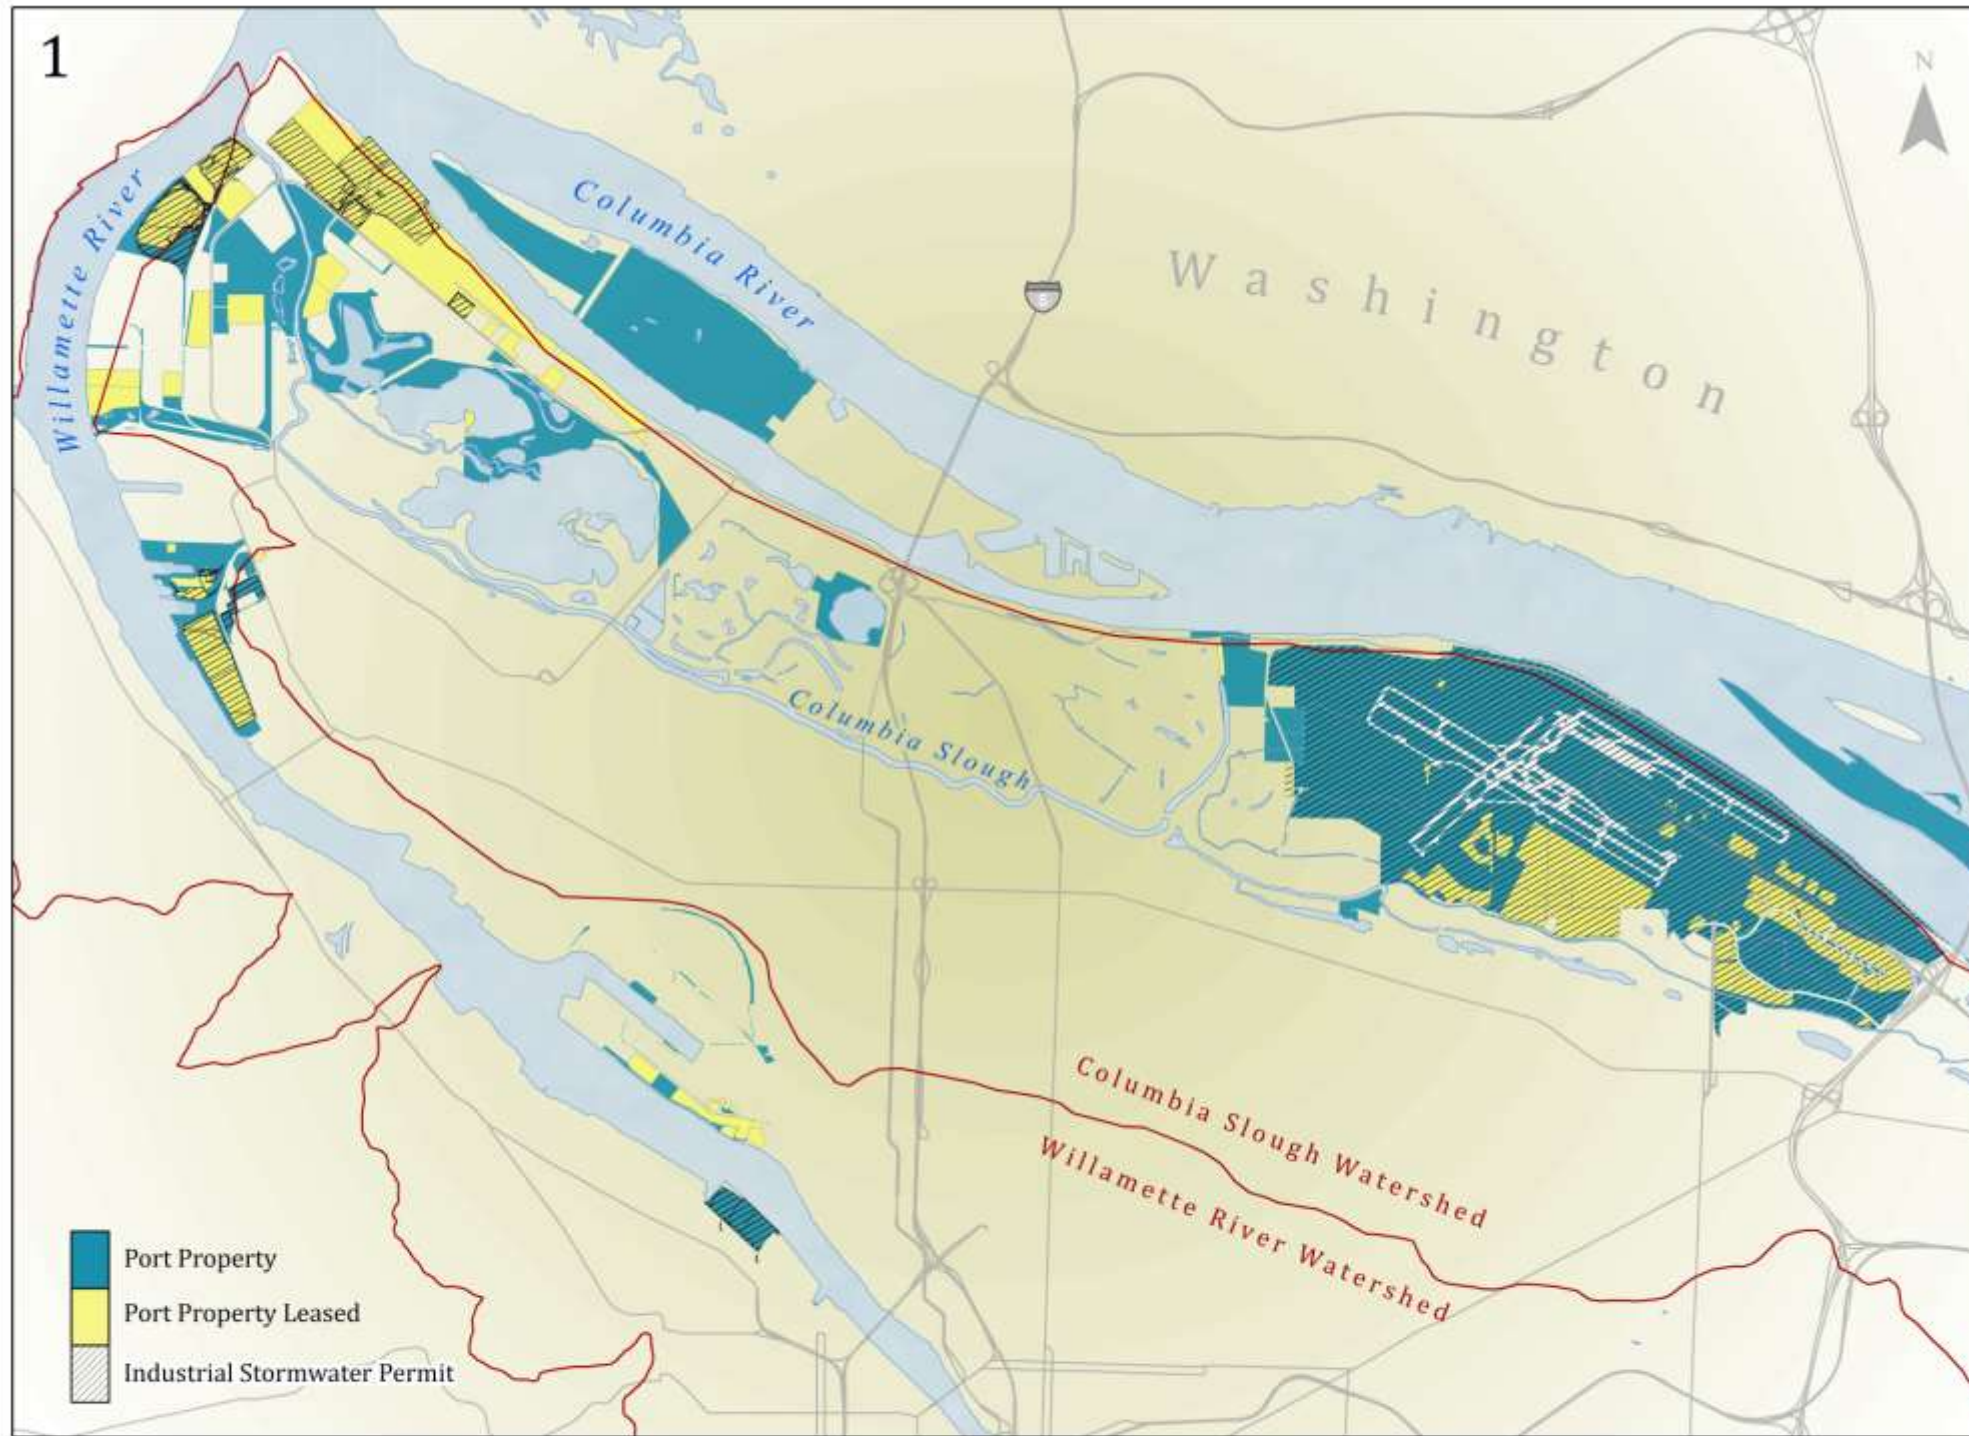 1
N
Willamette River
Columbia River
Washington
5
Columbia Slough
Columbia Slough Watershed
Willamette River Watershed
Port Property
Port Property Leased
Industrial Stormwater Permit